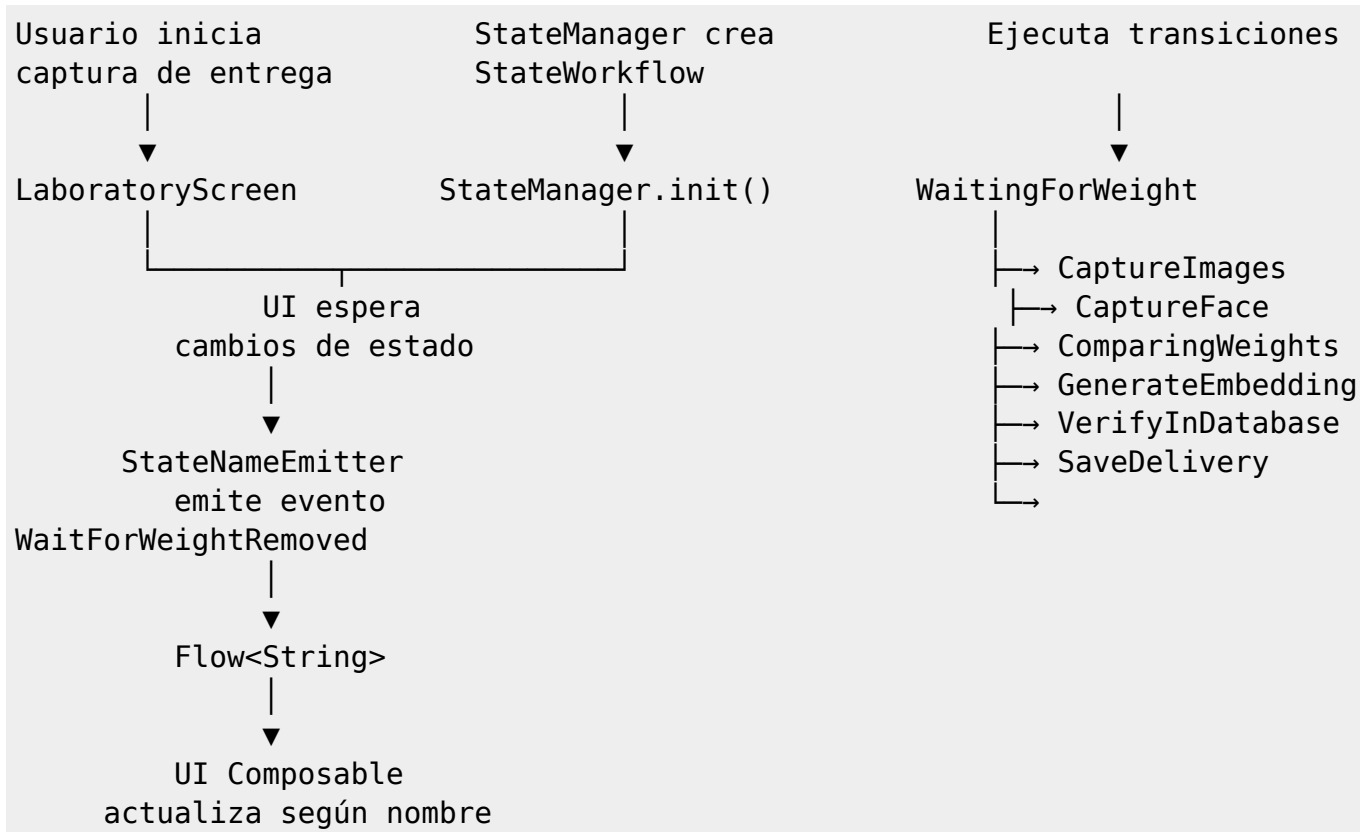 Usuario inicia StateManager crea Ejecuta transiciones
captura de entrega StateWorkflow
LaboratoryScreen StateManager.init() WaitingForWeight
→ CaptureImages
UI espera → CaptureFace
cambios de estado → ComparingWeights
→ GenerateEmbedding
→ VerifyInDatabase
StateNameEmitter → SaveDelivery
emite evento →
WaitForWeightRemoved
Flow<String>
UI Composable
actualiza según nombre